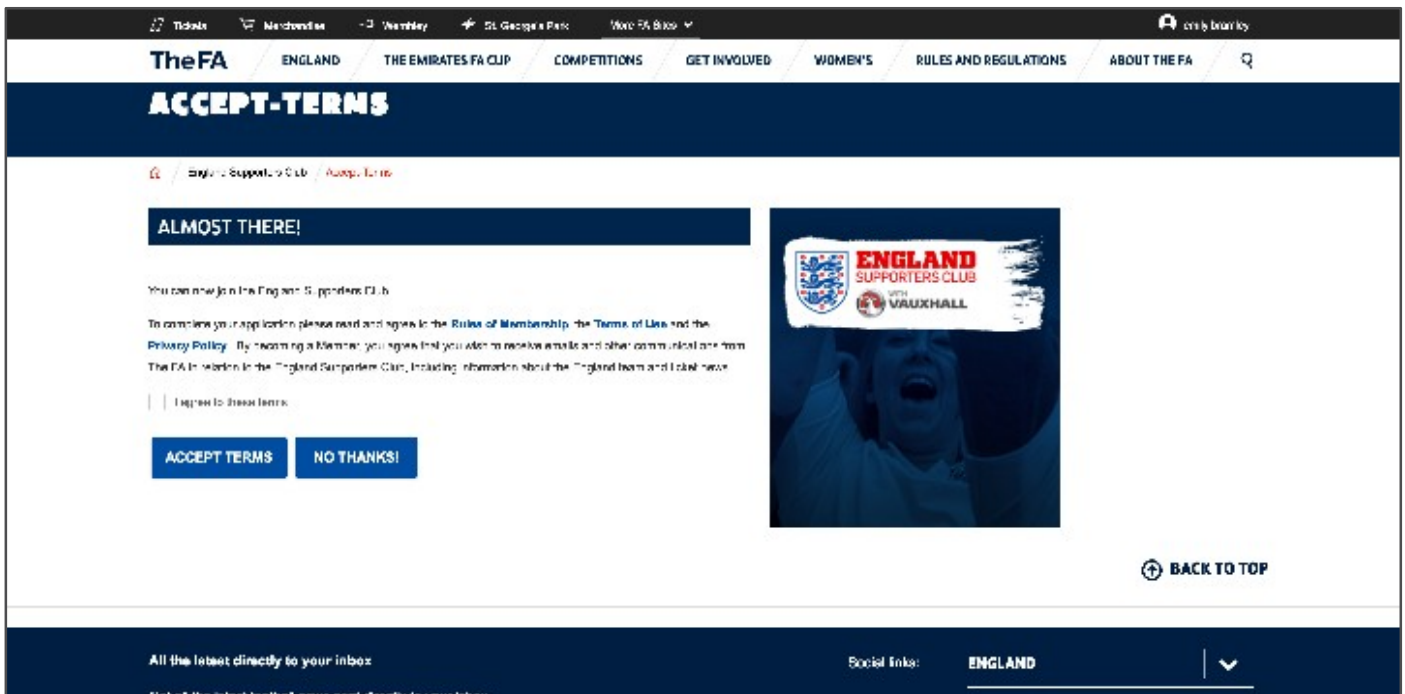 Tickets Merchandise Wembley St. George's Park More FA Sites emily bramley
TheFA ENGLAND THE EMIRATES FA CUP COMPETITIONS GET INVOLVED WOMEN'S RULES AND REGULATIONS ABOUT THE FA
ACCEPT-TERMS
England Supporters Club / Accept Terms
ALMOST THERE!
You can now join the England Supporters Club
To complete your application please read and agree to the Rules of Membership, the Terms of Use and the
Privacy Policy. By becoming a Member, you agree that you wish to receive emails and other communications from
The FA in relation to the England Supporters Club, including information about the England team and ticket news
I agree to these terms
ACCEPT TERMS NO THANKS!
ENGLAND
SUPPORTERS CLUB
WITH
VAUXHALL
BACK TO TOP
All the latest directly to your inbox
Social links: ENGLAND